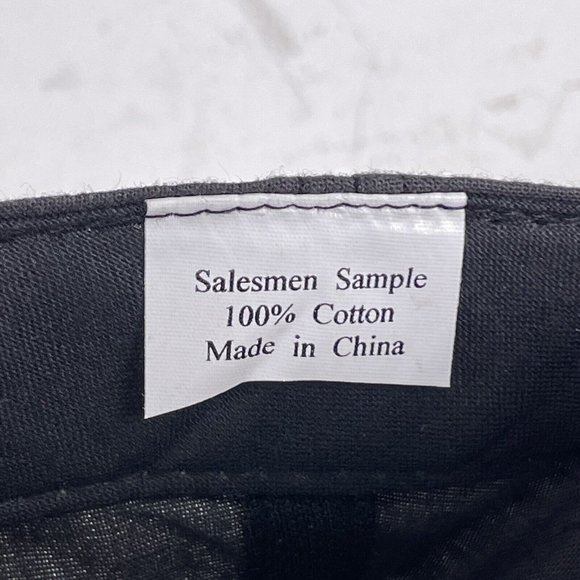 Salesmen Sample
100% Cotton
Made in China